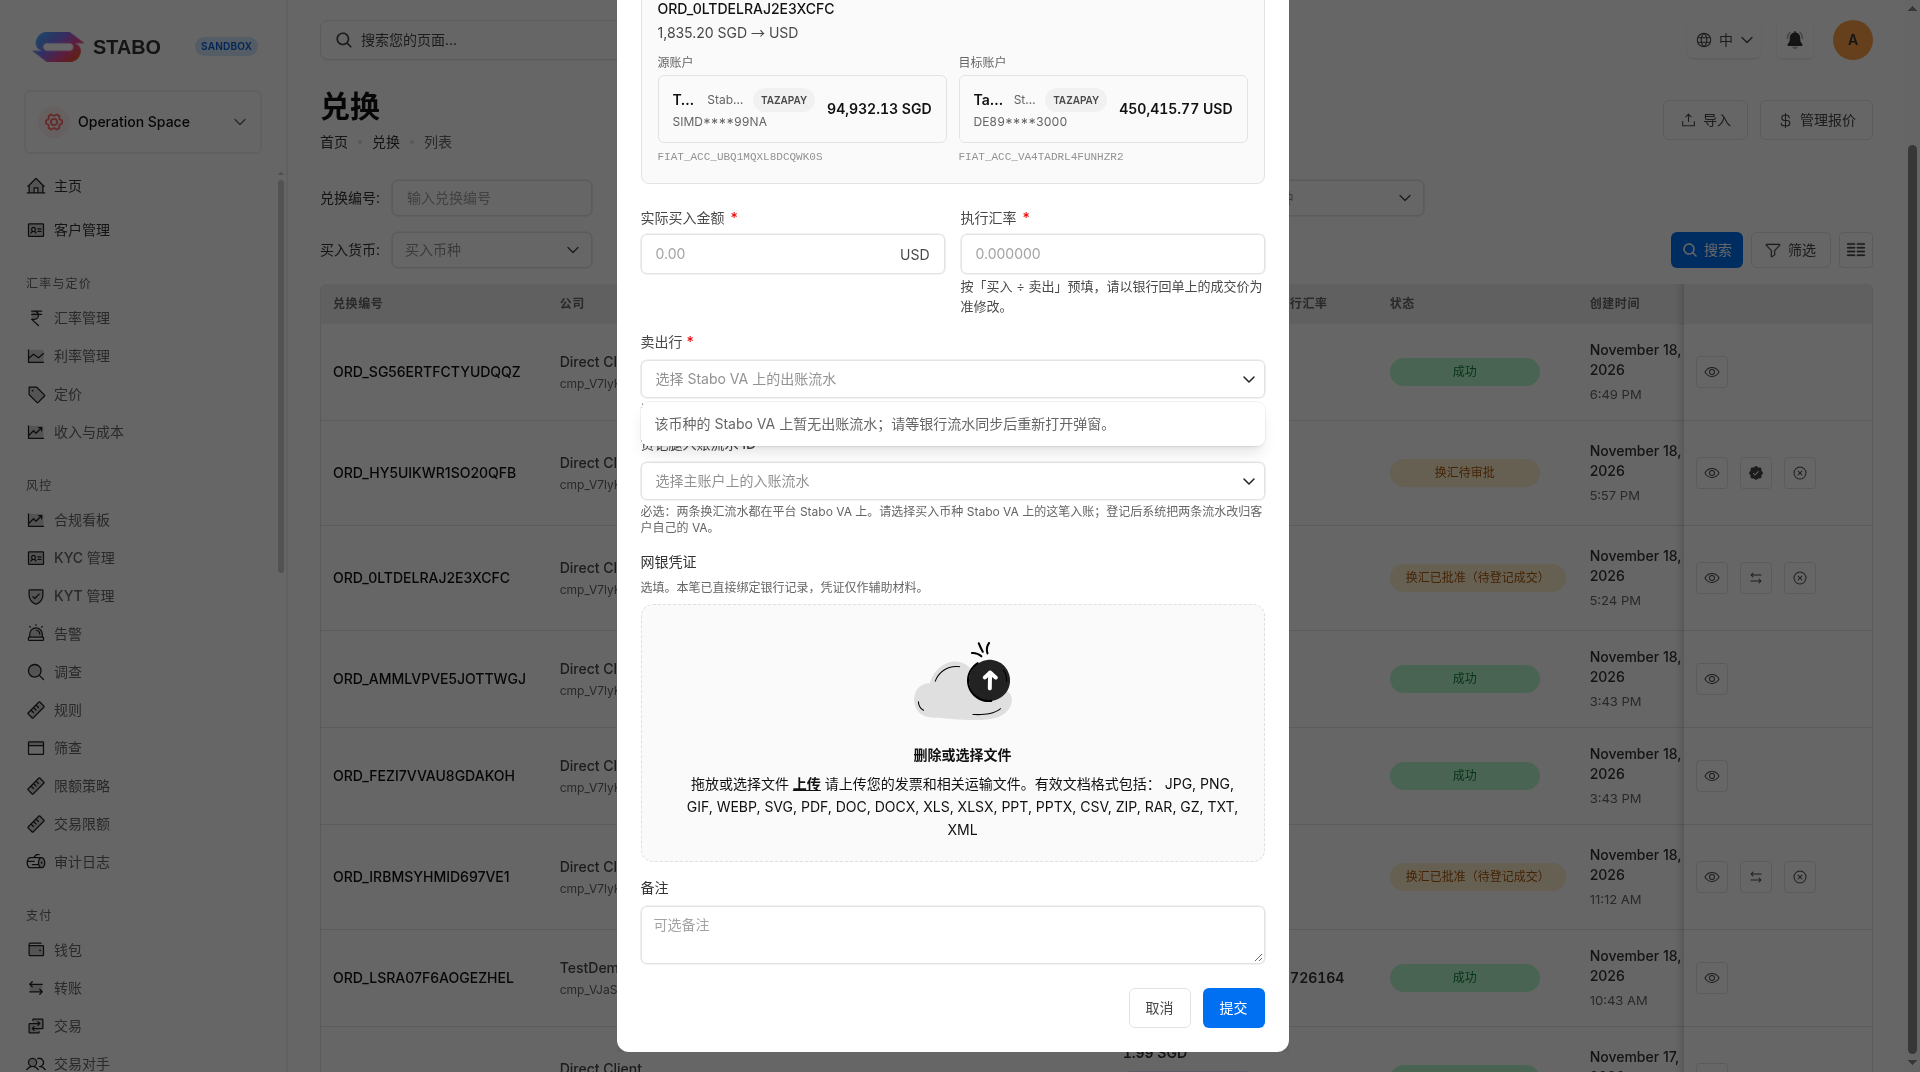 STABO
SANDBOX
搜索您的页面...
中
A
Operation Space
主页
客户管理
汇率与定价
汇率管理
利率管理
定价
收入与成本
风控
合规看板
KYC 管理
KYT 管理
告警
调查
规则
筛查
限额策略
交易限额
审计日志
支付
钱包
转账
交易
交易对手
兑换
首页 • 兑换 • 列表
导入
管理报价
兑换编号:
输入兑换编号
买入货币:
买入币种
搜索
筛选
兑换编号
公司
行汇率
状态
创建时间
ORD_SG56ERTFCTYUDQQZ
Direct Cl
cmp_V7lyk
成功
November 18,
2026
6:49 PM
ORD_HY5UIKWR1SO20QFB
Direct Cl
cmp_V7lyk
换汇待审批
November 18,
2026
5:57 PM
ORD_0LTDELRAJ2E3XCFC
Direct Cl
cmp_V7lyk
换汇已批准（待登记成交）
November 18,
2026
5:24 PM
ORD_AMMLVPVE5JOTTWGJ
Direct Cl
cmp_V7lyk
成功
November 18,
2026
3:43 PM
ORD_FEZI7VVAU8GDAKOH
Direct Cl
cmp_V7lyk
成功
November 18,
2026
3:43 PM
ORD_IRBMSYHMID697VE1
Direct Cl
cmp_V7lyk
换汇已批准（待登记成交）
November 18,
2026
11:12 AM
ORD_LSRA07F6AOGEZHEL
TestDem
cmp_VJaS
726164
成功
November 18,
2026
10:43 AM
Direct Client
1.99 SGD
November 17,
ORD_0LTDELRAJ2E3XCFC
1,835.20 SGD → USD
源账户
T... Stab... TAZAPAY 94,932.13 SGD
SIMD****99NA
FIAT_ACC_UBQ1MQXL8DCQWK0S
目标账户
Ta... St... TAZAPAY 450,415.77 USD
DE89****3000
FIAT_ACC_VA4TADRL4FUNHZR2
实际买入金额 *
0.00 USD
执行汇率 *
0.000000
按「买入 ÷ 卖出」预填，请以银行回单上的成交价为
准修改。
卖出行 *
选择 Stabo VA 上的出账流水
该币种的 Stabo VA 上暂无出账流水；请等银行流水同步后重新打开弹窗。
选择主账户上的入账流水
必选：两条换汇流水都在平台 Stabo VA 上。请选择买入币种 Stabo VA 上的这笔入账；登记后系统把两条流水改归客
户自己的 VA。
网银凭证
选填。本笔已直接绑定银行记录，凭证仅作辅助材料。
删除或选择文件
拖放或选择文件 上传 请上传您的发票和相关运输文件。有效文档格式包括： JPG, PNG,
GIF, WEBP, SVG, PDF, DOC, DOCX, XLS, XLSX, PPT, PPTX, CSV, ZIP, RAR, GZ, TXT,
XML
备注
可选备注
取消
提交